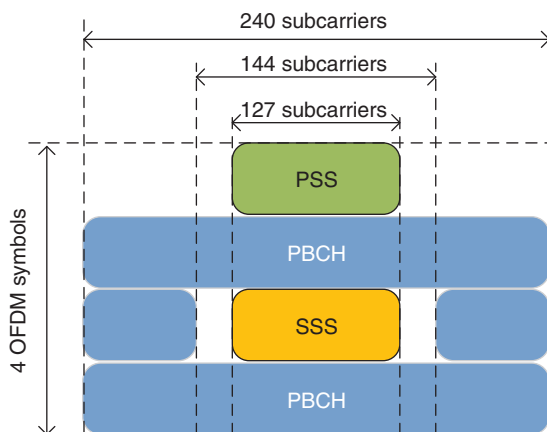 240 subcarriers
144 subcarriers
127 subcarriers
4 OFDM symbols
PSS
PBCH
SSS
PBCH